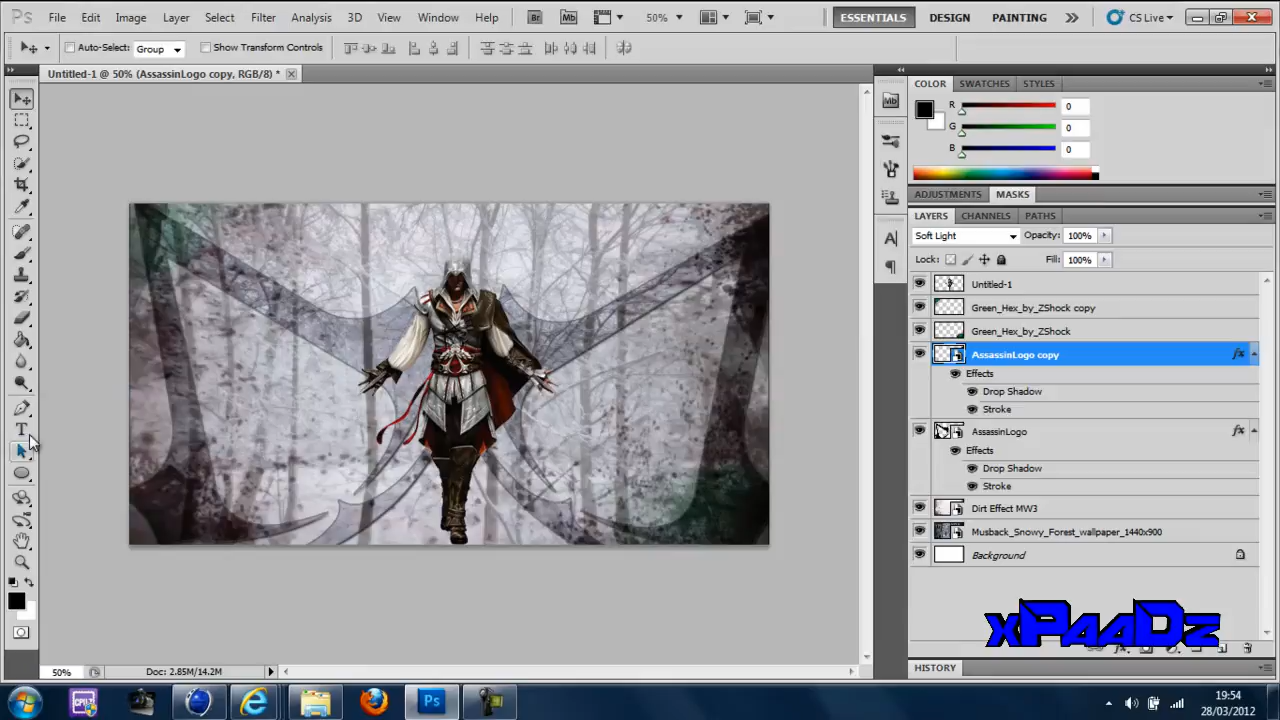 Ps File Edit Image Layer Select Filter Analysis 3D View Window Help Br Mb 50% ESSENTIALS DESIGN PAINTING CS Live
Auto-Select: Group Show Transform Controls
Untitled-1 @ 50% (AssassinLogo copy, RGB/8) *
COLOR SWATCHES STYLES
Mb
R 0
G 0
B 0
ADJUSTMENTS MASKS
LAYERS CHANNELS PATHS
Soft Light Opacity: 100%
Lock: Fill: 100%
Untitled-1
Green_Hex_by_ZShock copy
Green_Hex_by_ZShock
AssassinLogo copy fx
Effects
Drop Shadow
Stroke
AssassinLogo fx
Effects
Drop Shadow
Stroke
Dirt Effect MW3
Musback_Snowy_Forest_wallpaper_1440x900
Background
xPaaDz
HISTORY
50% Doc: 2.85M/14.2M
19:54
28/03/2012